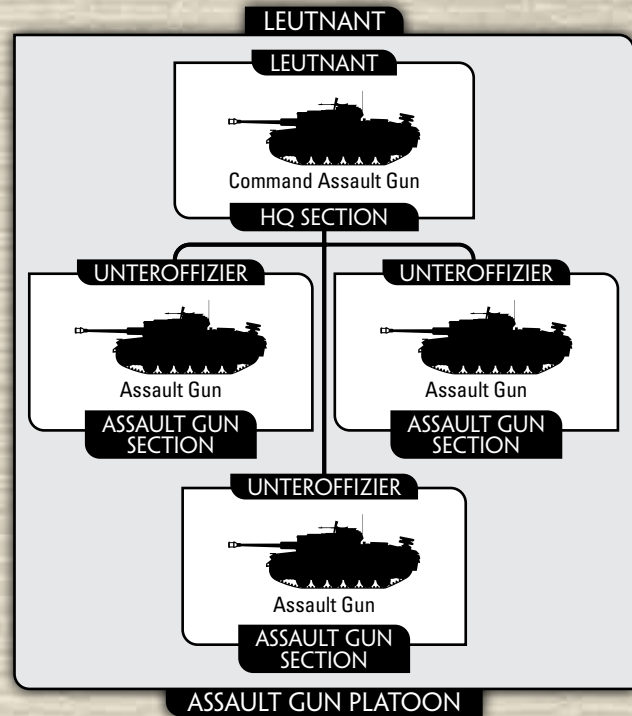 LEUTNANT
LEUTNANT
Command Assault Gun
HQ SECTION
UNTEROFFIZIER
Assault Gun
ASSAULT GUN
SECTION
UNTEROFFIZIER
Assault Gun
ASSAULT GUN
SECTION
UNTEROFFIZIER
Assault Gun
ASSAULT GUN
SECTION
ASSAULT GUN PLATOON